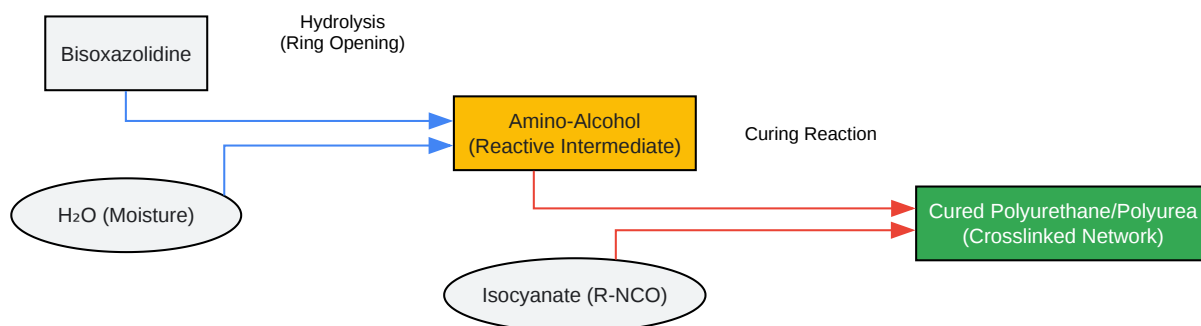 Hydrolysis
(Ring Opening)
Bisoxazolidine
Amino-Alcohol
(Reactive Intermediate)
Curing Reaction
H₂O (Moisture)
Cured Polyurethane/Polyurea
(Crosslinked Network)
Isocyanate (R-NCO)